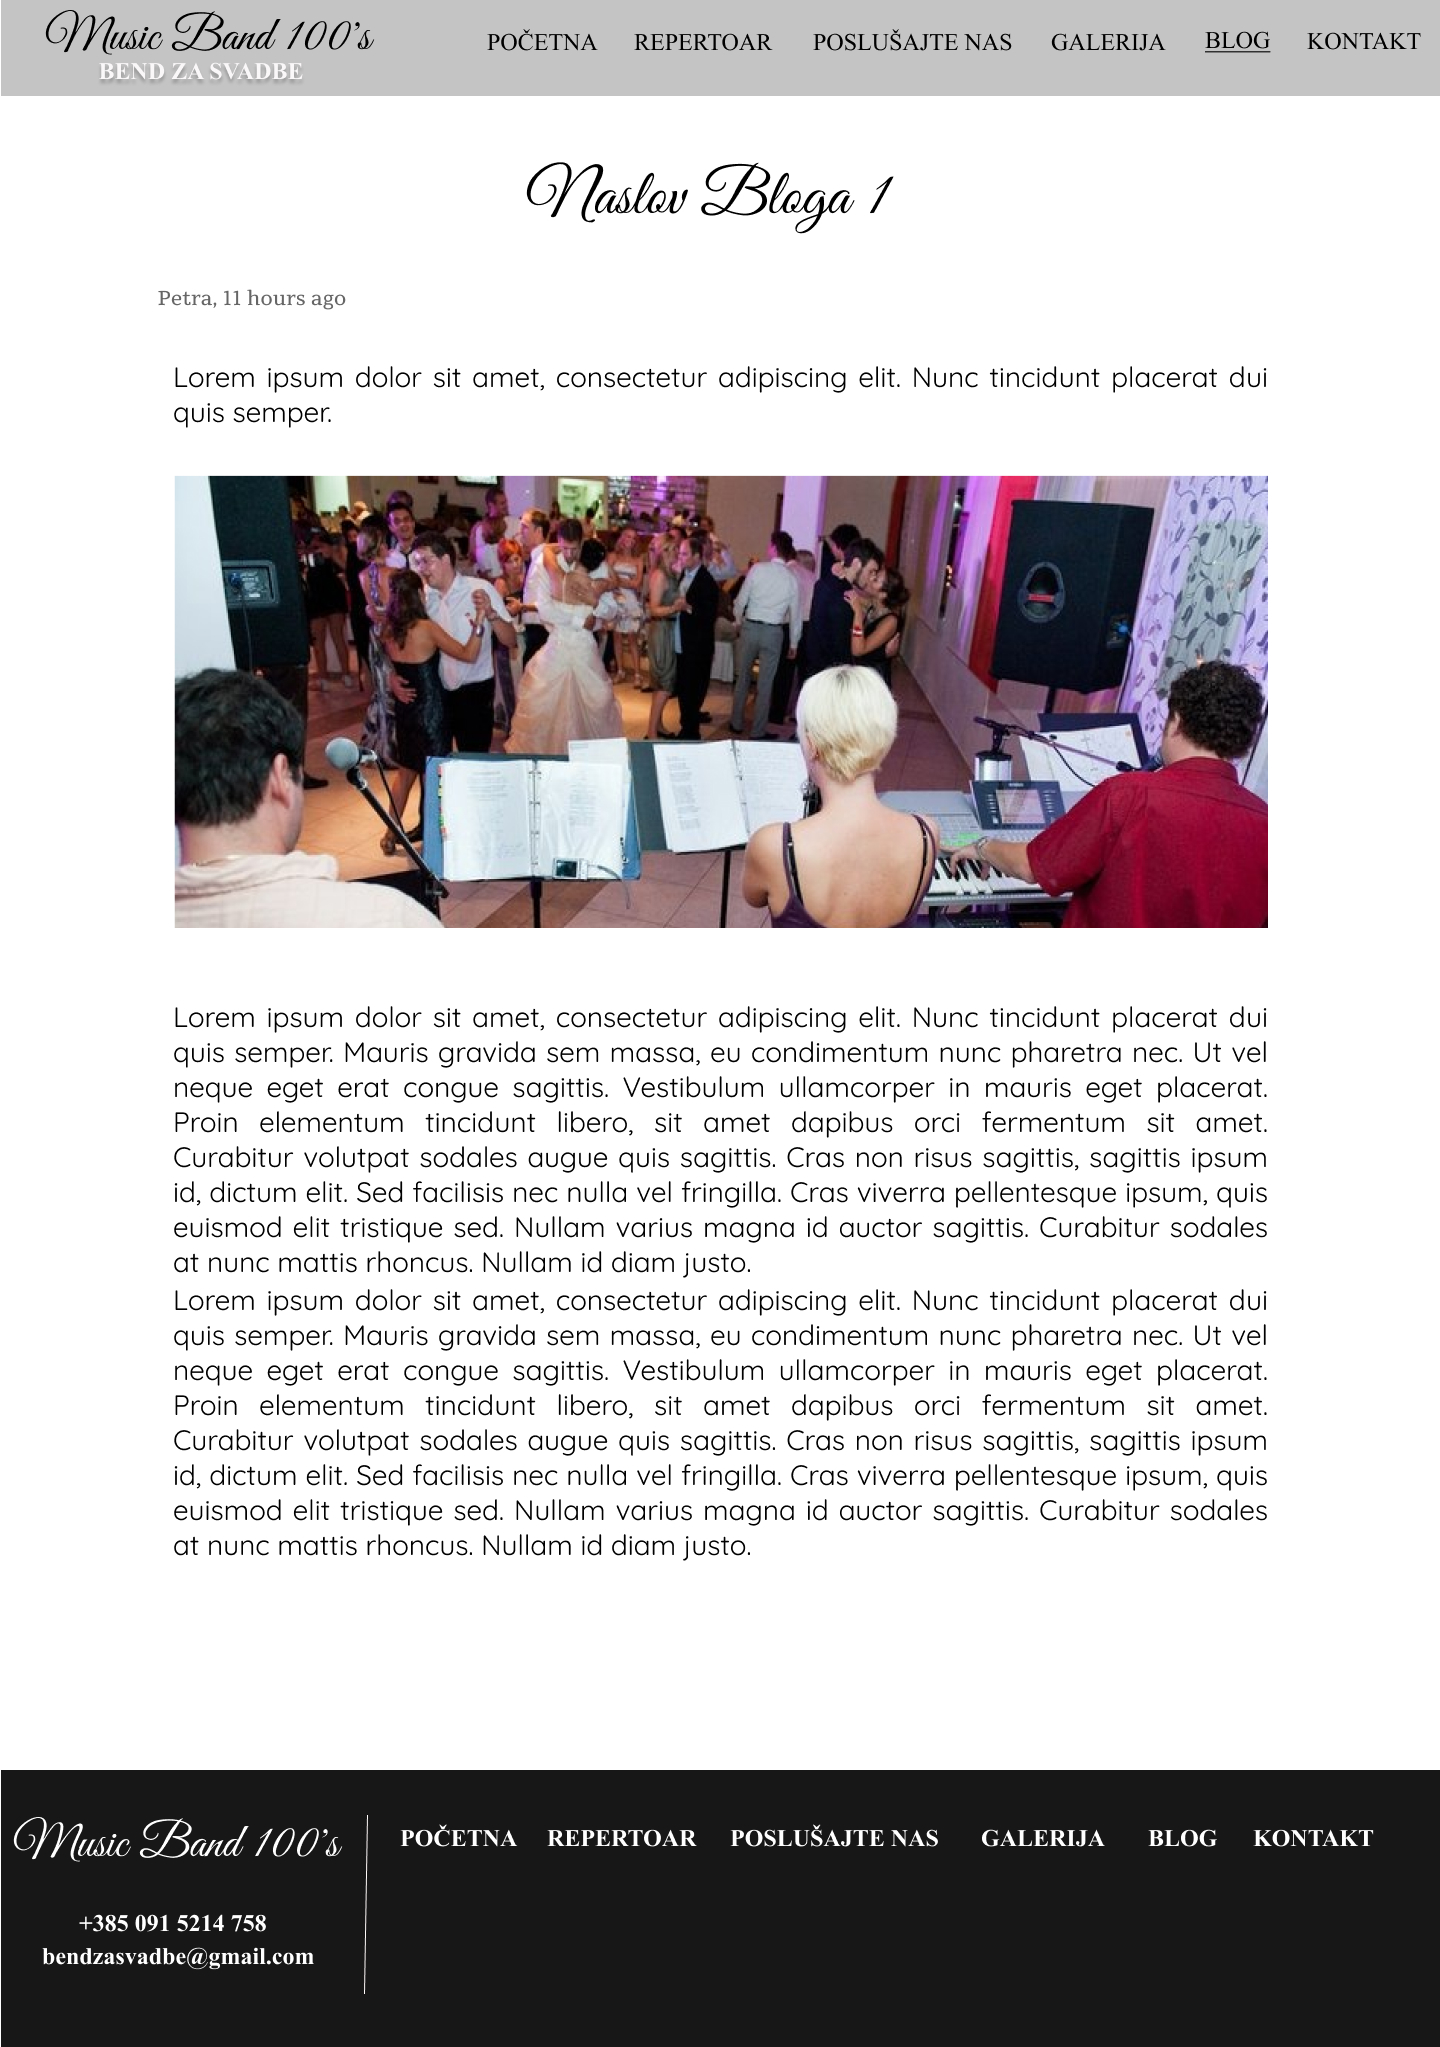 Music Band 100's
BEND ZA SVADBE
POČETNA REPERTOAR POSLUŠAJTE NAS GALERIJA BLOG KONTAKT
Naslov Bloga 1
Petra, 11 hours ago
Lorem ipsum dolor sit amet, consectetur adipiscing elit. Nunc tincidunt placerat dui
quis semper.
Lorem ipsum dolor sit amet, consectetur adipiscing elit. Nunc tincidunt placerat dui
quis semper. Mauris gravida sem massa, eu condimentum nunc pharetra nec. Ut vel
neque eget erat congue sagittis. Vestibulum ullamcorper in mauris eget placerat.
Proin elementum tincidunt libero, sit amet dapibus orci fermentum sit amet.
Curabitur volutpat sodales augue quis sagittis. Cras non risus sagittis, sagittis ipsum
id, dictum elit. Sed facilisis nec nulla vel fringilla. Cras viverra pellentesque ipsum, quis
euismod elit tristique sed. Nullam varius magna id auctor sagittis. Curabitur sodales
at nunc mattis rhoncus. Nullam id diam justo.
Lorem ipsum dolor sit amet, consectetur adipiscing elit. Nunc tincidunt placerat dui
quis semper. Mauris gravida sem massa, eu condimentum nunc pharetra nec. Ut vel
neque eget erat congue sagittis. Vestibulum ullamcorper in mauris eget placerat.
Proin elementum tincidunt libero, sit amet dapibus orci fermentum sit amet.
Curabitur volutpat sodales augue quis sagittis. Cras non risus sagittis, sagittis ipsum
id, dictum elit. Sed facilisis nec nulla vel fringilla. Cras viverra pellentesque ipsum, quis
euismod elit tristique sed. Nullam varius magna id auctor sagittis. Curabitur sodales
at nunc mattis rhoncus. Nullam id diam justo.
Music Band 100's
+385 091 5214 758
bendzasvadbe@gmail.com
POČETNA REPERTOAR POSLUŠAJTE NAS GALERIJA BLOG KONTAKT